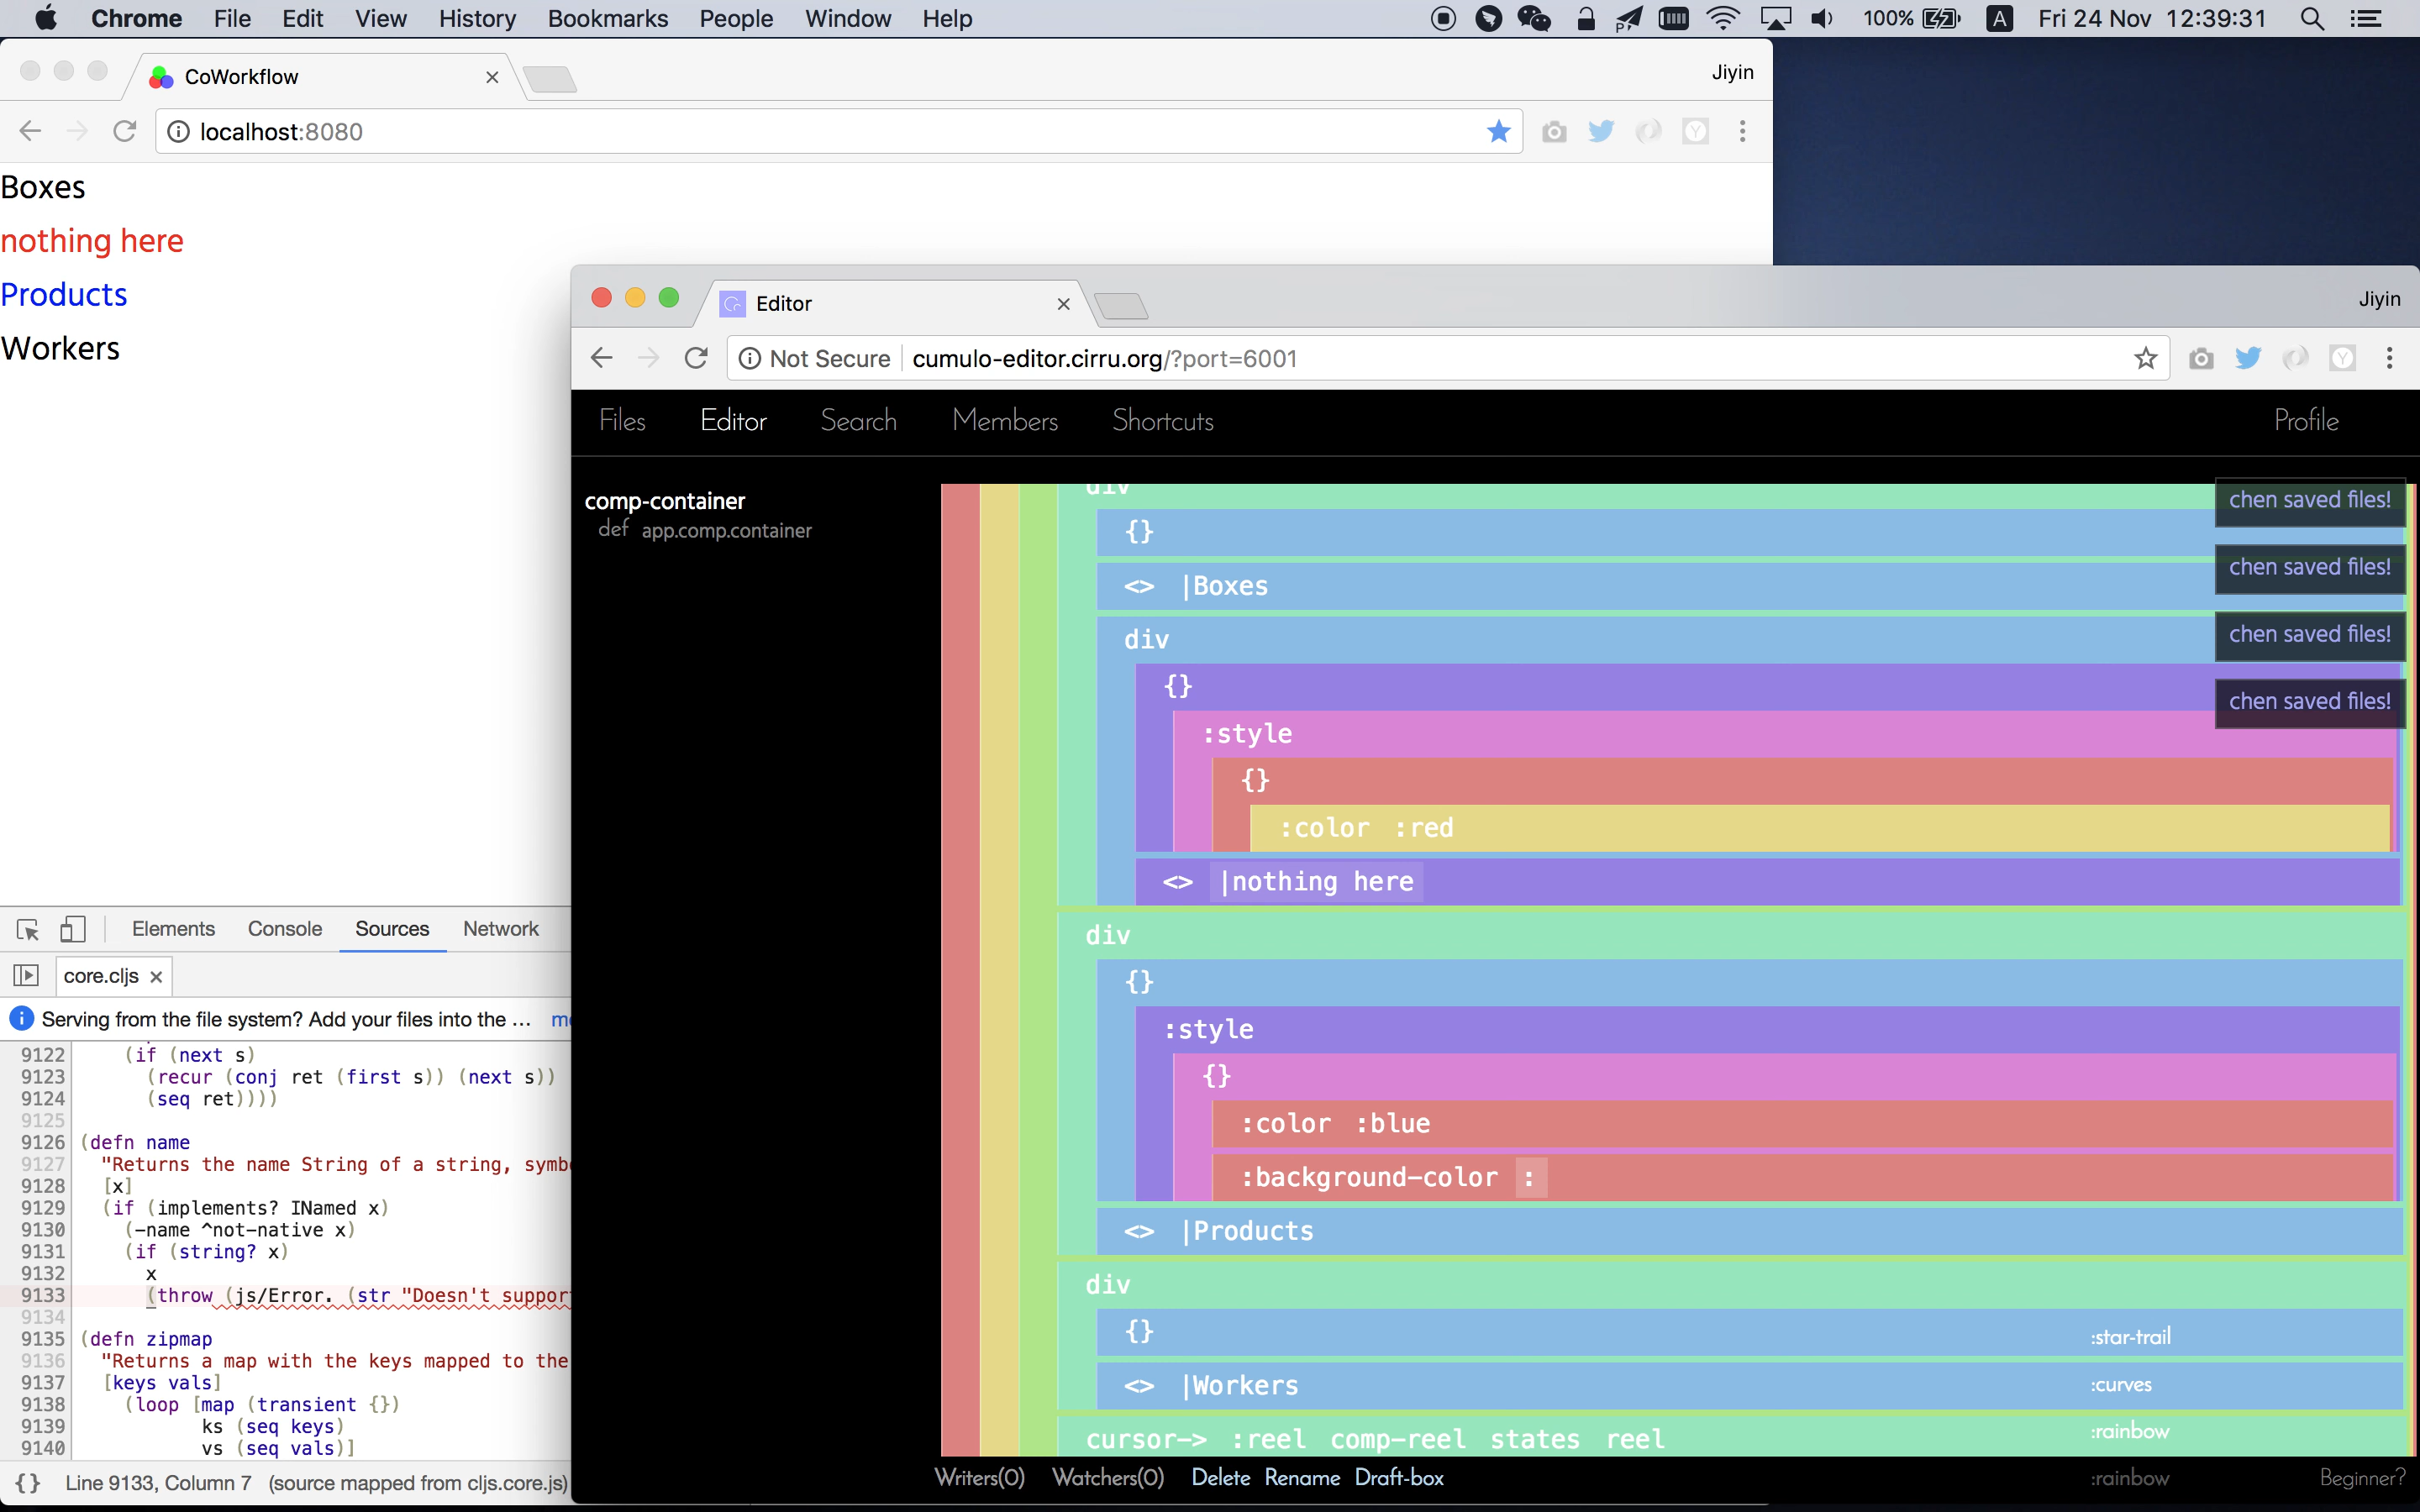 Chrome File Edit View History Bookmarks People Window Help 100% A Fri 24 Nov 12:39:31
CoWorkflow Jiyin
localhost:8080
Boxes
nothing here
Products
Workers
Elements Console Sources Network
core.cljs
Serving from the file system? Add your files into the ...
9122 (if (next s)
9123 (recur (conj ret (first s)) (next s))
9124 (seq ret))))
9125
9126 (defn name
9127 "Returns the name String of a string, symb
9128 [x]
9129 (if (implements? INamed x)
9130 (-name ^not-native x)
9131 (if (string? x)
9132 x
9133 (throw (js/Error. (str "Doesn't suppor
9134
9135 (defn zipmap
9136 "Returns a map with the keys mapped to the
9137 [keys vals]
9138 (loop [map (transient {})
9139 ks (seq keys)
9140 vs (seq vals)]
{} Line 9133, Column 7 (source mapped from cljs.core.js)
Editor Jiyin
Not Secure cumulo-editor.cirru.org/?port=6001
Files Editor Search Members Shortcuts Profile
comp-container
def app.comp.container
div
{}
<> |Boxes
div
{}
:style
{}
:color :red
<> |nothing here
div
{}
:style
{}
:color :blue
:background-color :
<> |Products
div
{}
<> |Workers
cursor-> :reel comp-reel states reel
chen saved files!
chen saved files!
chen saved files!
chen saved files!
:star-trail
:curves
:rainbow
:rainbow
Writers(0) Watchers(0) Delete Rename Draft-box Beginner?